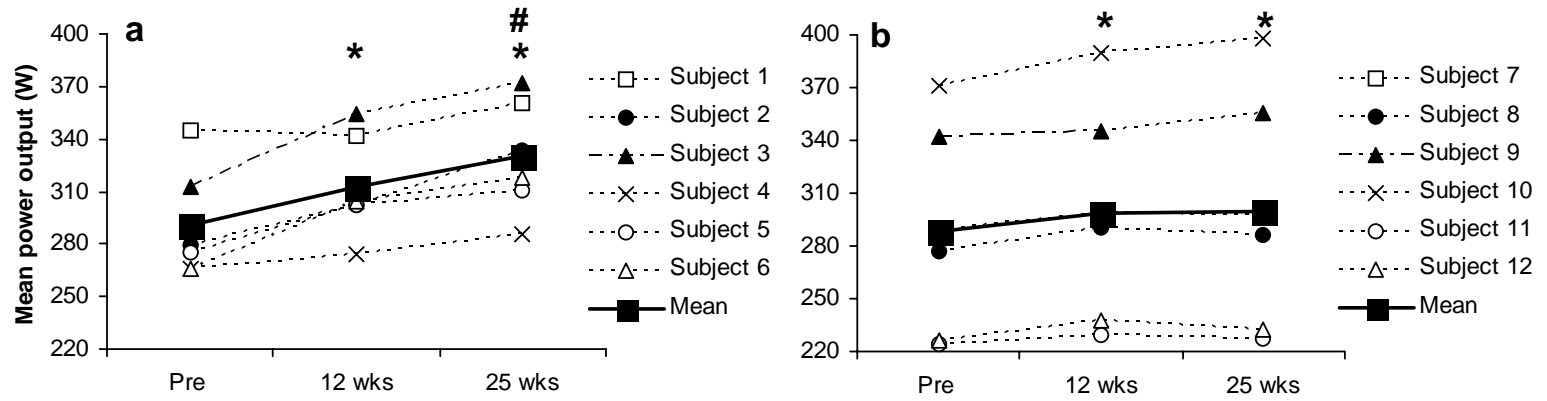 a
Mean power output (W)
400
370
340
310
280
250
220
*
#
*
Pre
12 wks
25 wks
Subject 1
Subject 2
Subject 3
Subject 4
Subject 5
Subject 6
Mean
b
400
370
340
310
280
250
220
*
*
Pre
12 wks
25 wks
Subject 7
Subject 8
Subject 9
Subject 10
Subject 11
Subject 12
Mean